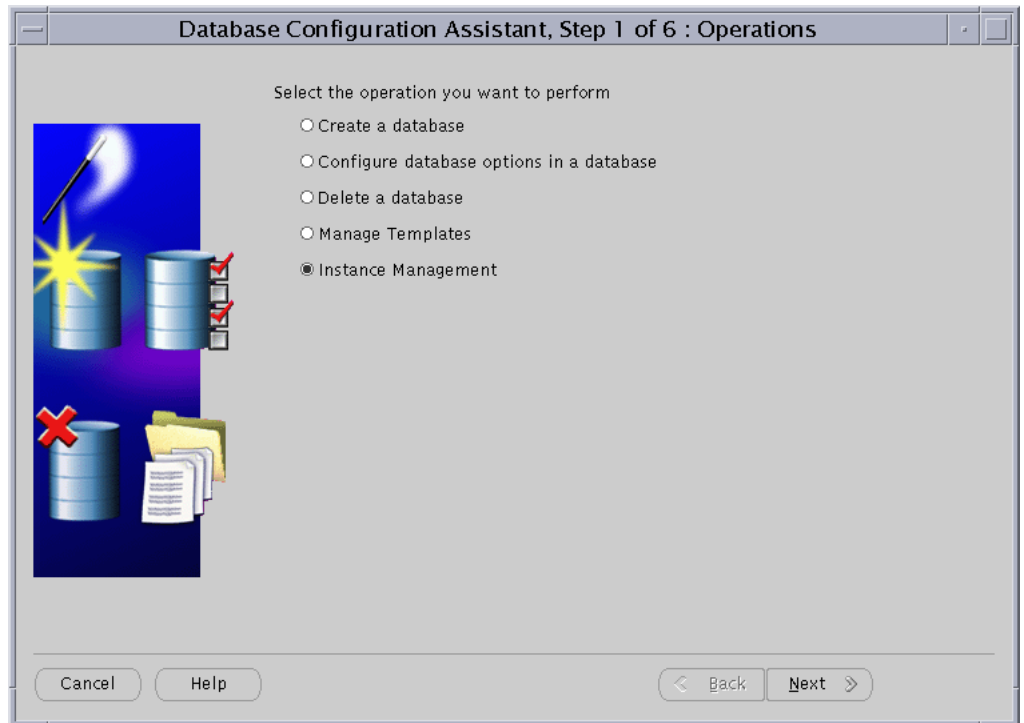 Database Configuration Assistant, Step 1 of 6 : Operations
Select the operation you want to perform
Create a database
Configure database options in a database
Delete a database
Manage Templates
Instance Management
Cancel
Help
Back
Next